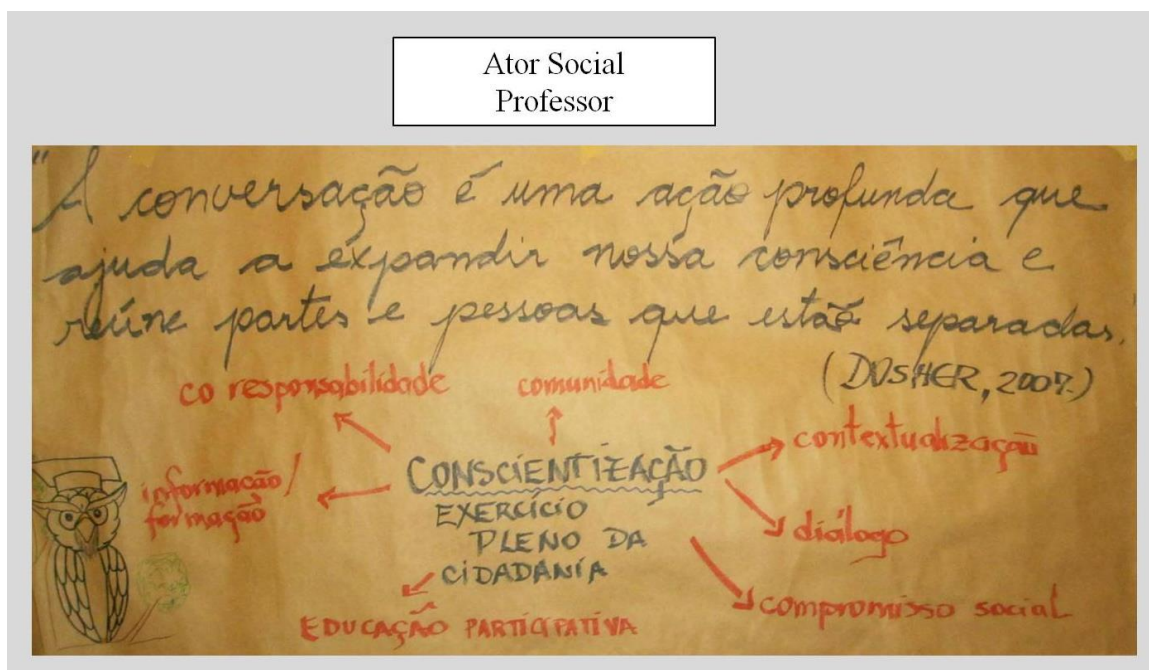 Ator Social
Professor
"A conversação é uma ação profunda que
ajuda a expandir nossa consciência e
reúne partes e pessoas que estão separadas.
(DOSHER, 2007.)
co responsabilidade
comunidade
contextualização
CONSCIENTIZAÇÃO
informação/
formação
EXERCÍCIO
PLENO DA
CIDADANIA
diálogo
compromisso social
EDUCAÇÃO PARTICIPATIVA